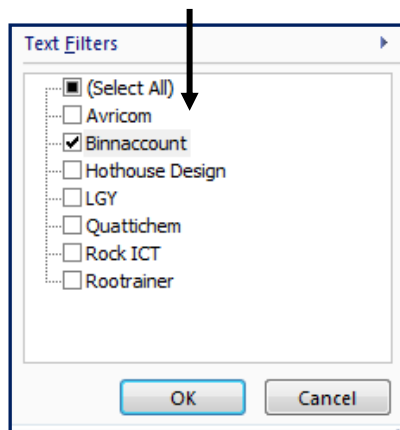 Text Filters
(Select All)
Avricom
Binnaccount
Hothouse Design
LGY
Quattichem
Rock ICT
Rootrainer
OK Cancel